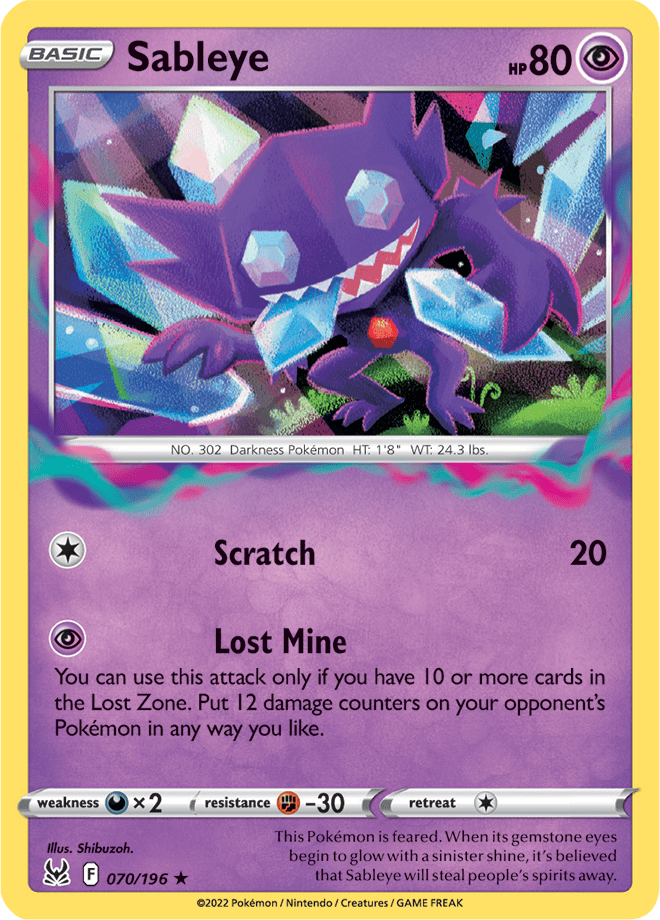 BASIC Sableye HP80
NO. 302 Darkness Pokémon HT: 1'8" WT: 24.3 lbs.
Scratch 20
Lost Mine
You can use this attack only if you have 10 or more cards in
the Lost Zone. Put 12 damage counters on your opponent's
Pokémon in any way you like.
weakness ×2 resistance -30 retreat
Illus. Shibuzoh.
This Pokémon is feared. When its gemstone eyes
begin to glow with a sinister shine, it's believed
that Sableye will steal people's spirits away.
F 070/196 ★
©2022 Pokémon / Nintendo / Creatures / GAME FREAK